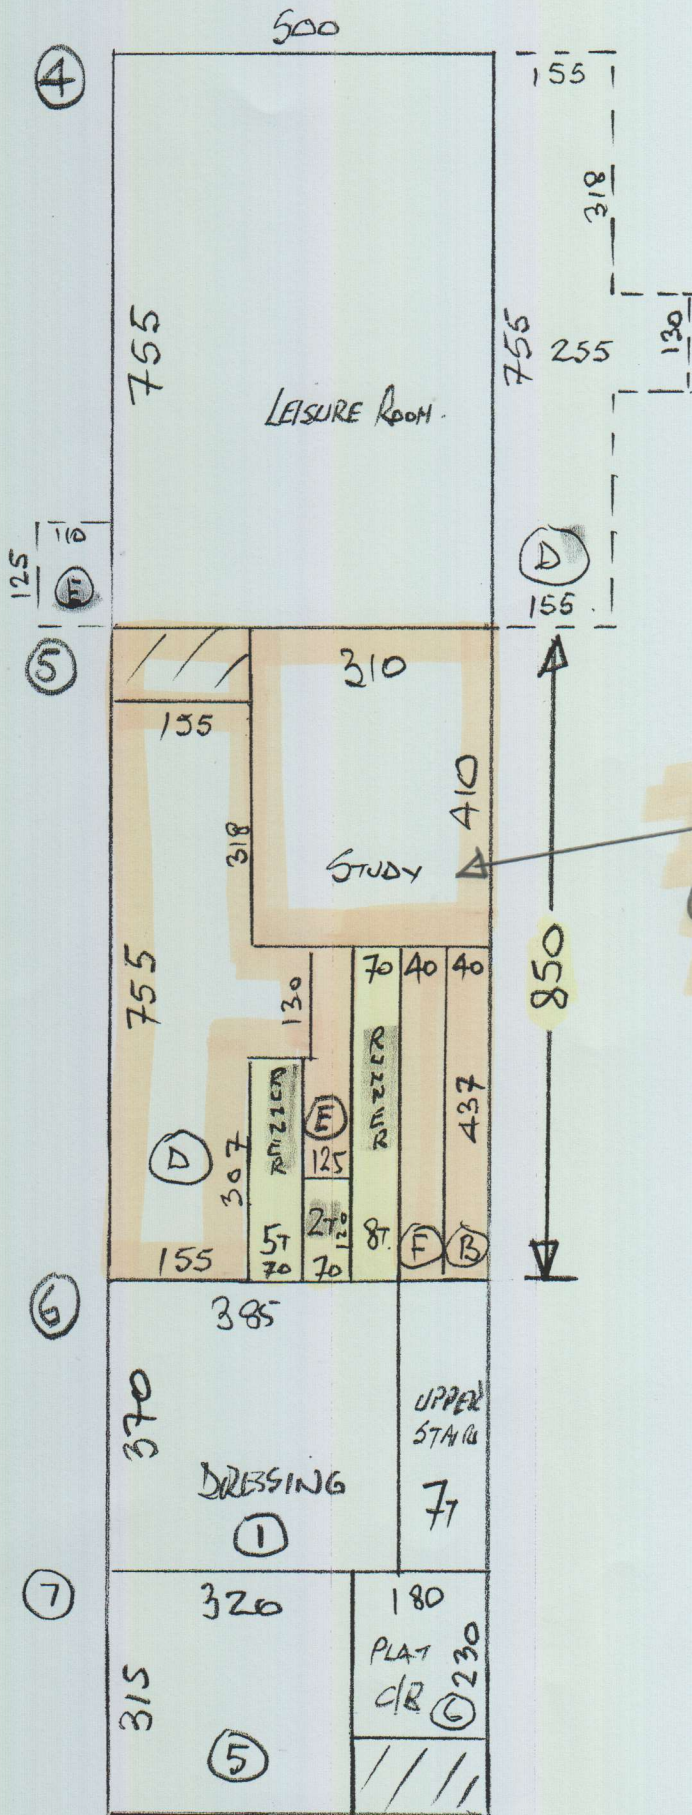 500
4
155
318
755
755
255
130
LEISURE ROOM.
110
125
E
D
155
5
310
155
410
318
STUDY
850
755
70 40 40
130
437
E
125
D
307
5T
70
2T
120
70
8T.
F
B
155
6
385
370
UPPER
STAIRS
DRESSING
7T
1
7
320
180
PLAT
C/B
230
6
315
5